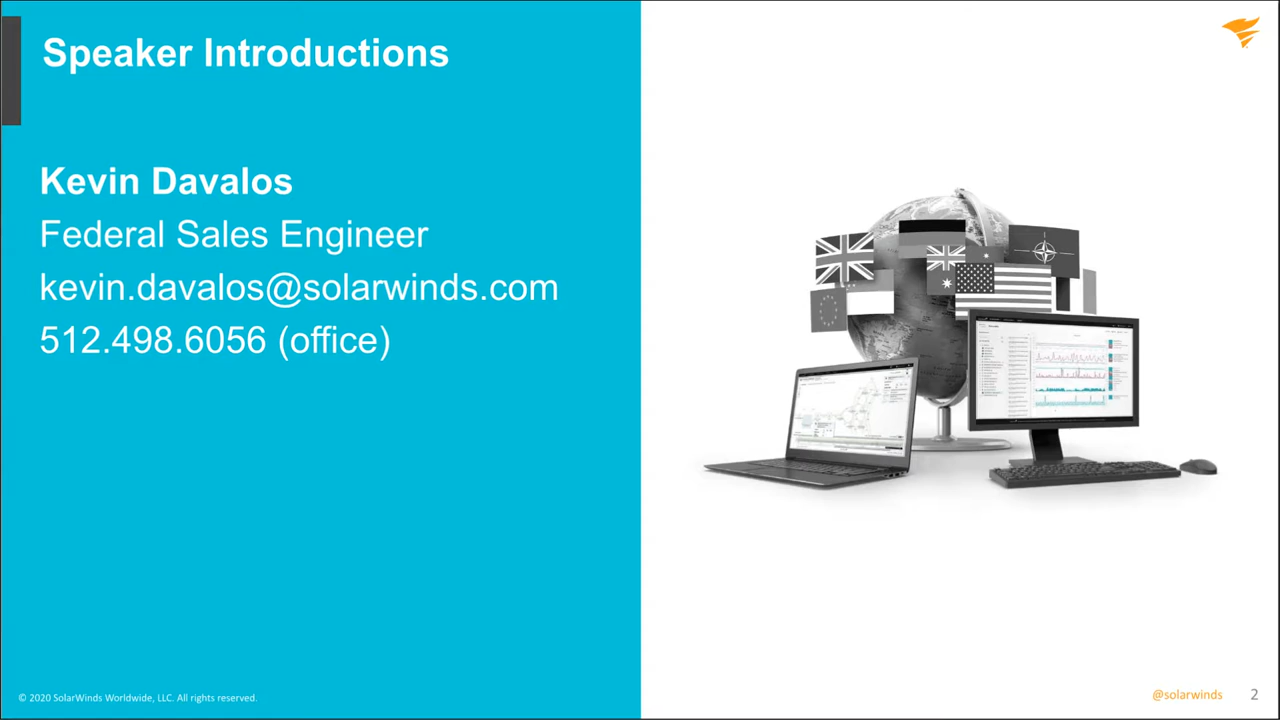 Speaker Introductions
Kevin Davalos
Federal Sales Engineer
kevin.davalos@solarwinds.com
512.498.6056 (office)
© 2020 SolarWinds Worldwide, LLC. All rights reserved.
@solarwinds
2